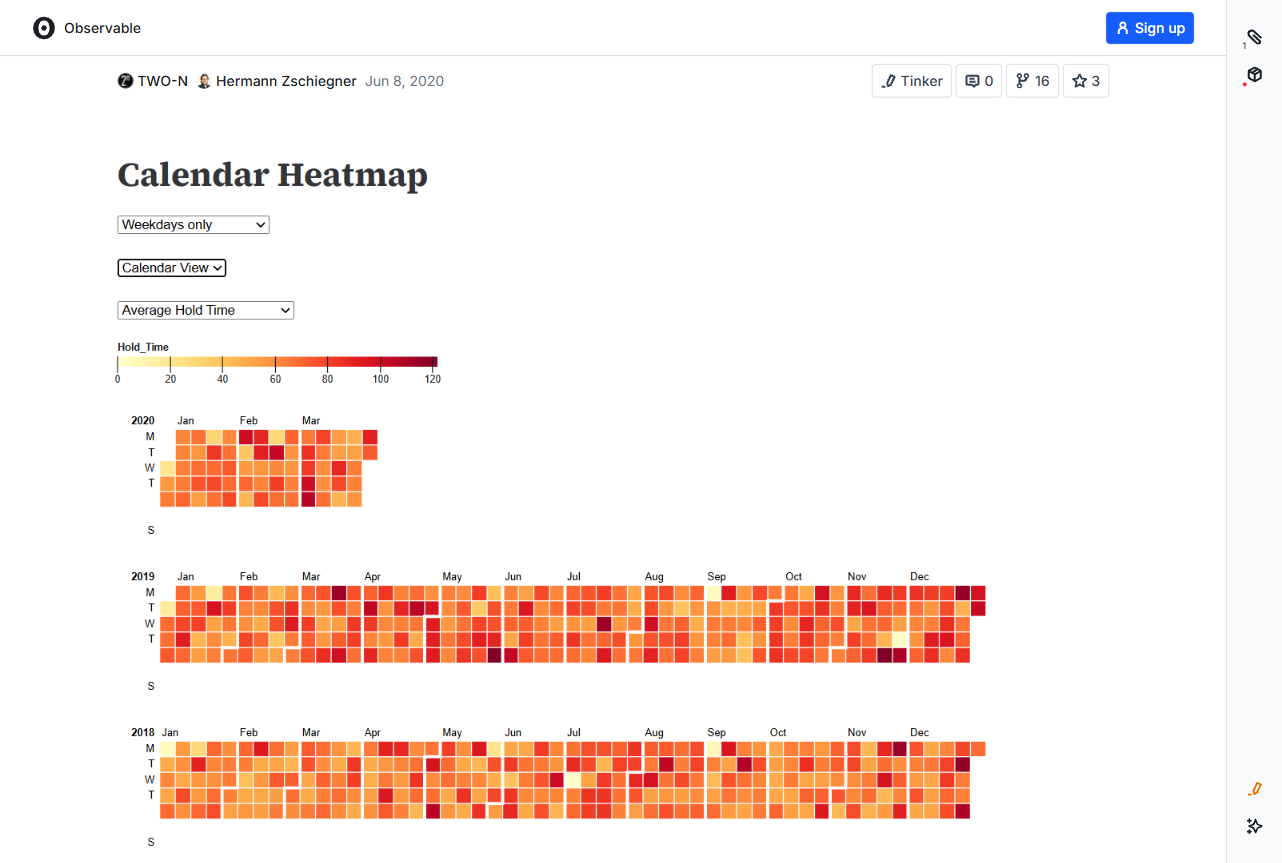 Observable
Sign up
TWO-N Hermann Zschiegner Jun 8, 2020
Tinker 0 16 3
1
Calendar Heatmap
Weekdays only
Calendar View
Average Hold Time
Hold_Time
0 20 40 60 80 100 120
2020 Jan Feb Mar
M
T
W
T
S
2019 Jan Feb Mar Apr May Jun Jul Aug Sep Oct Nov Dec
M
T
W
T
S
2018 Jan Feb Mar Apr May Jun Jul Aug Sep Oct Nov Dec
M
T
W
T
S